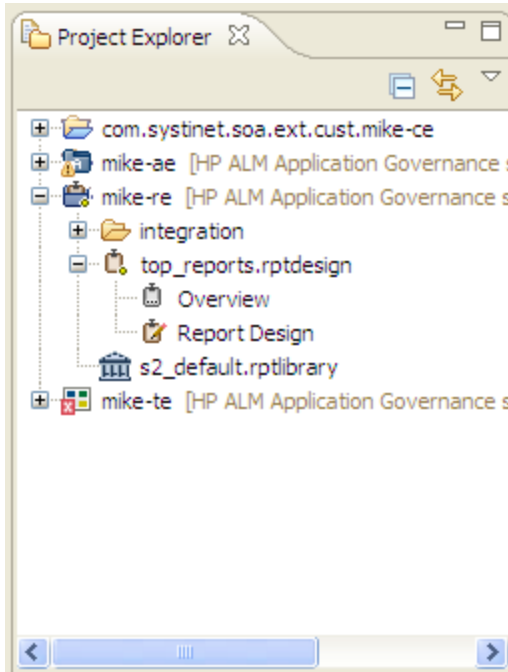 Project Explorer
com.systinet.soa.ext.cust.mike-ce
mike-ae [HP ALM Application Governance s
mike-re [HP ALM Application Governance s
integration
top_reports.rptdesign
Overview
Report Design
s2_default.rptlibrary
mike-te [HP ALM Application Governance s